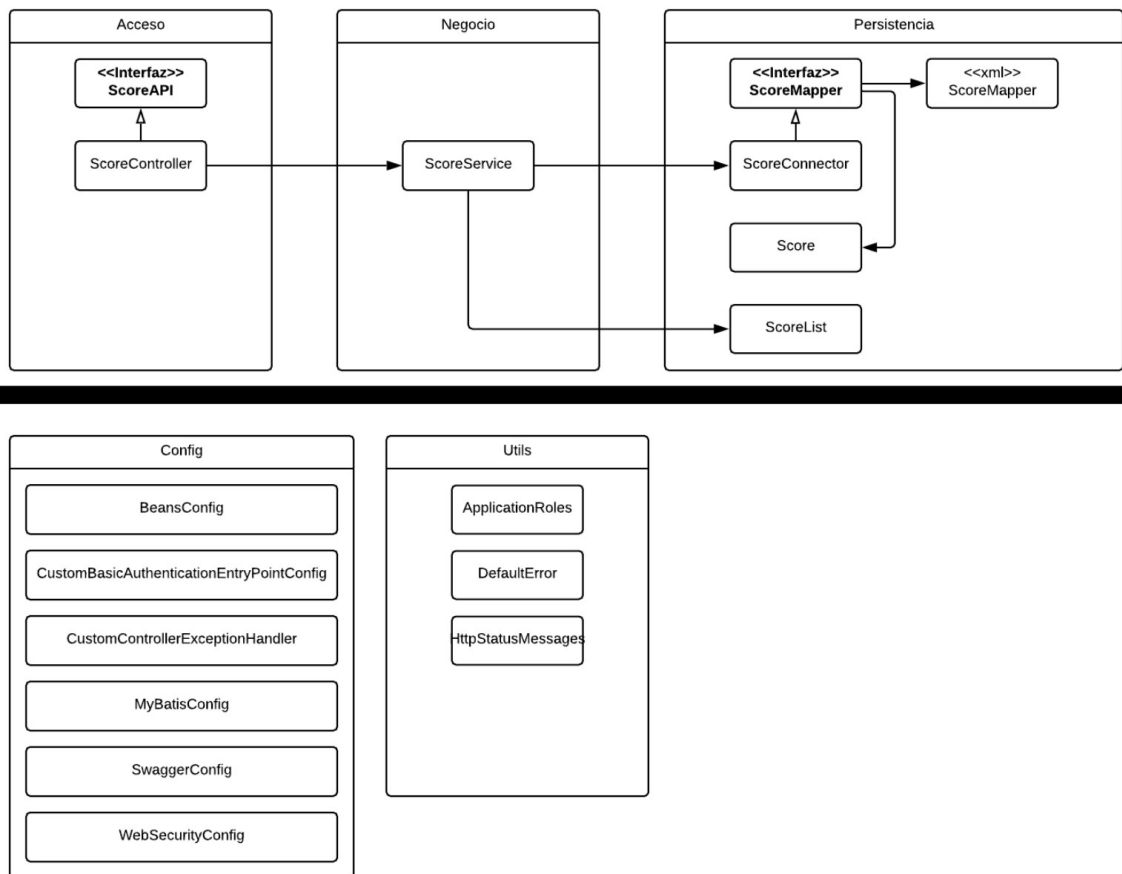 Acceso
<<Interfaz>>
ScoreAPI
ScoreController
Negocio
ScoreService
Persistencia
<<Interfaz>>
ScoreMapper
<<xml>>
ScoreMapper
ScoreConnector
Score
ScoreList
Config
BeansConfig
CustomBasicAuthenticationEntryPointConfig
CustomControllerExceptionHandler
MyBatisConfig
SwaggerConfig
WebSecurityConfig
Utils
ApplicationRoles
DefaultError
HttpStatusMessages